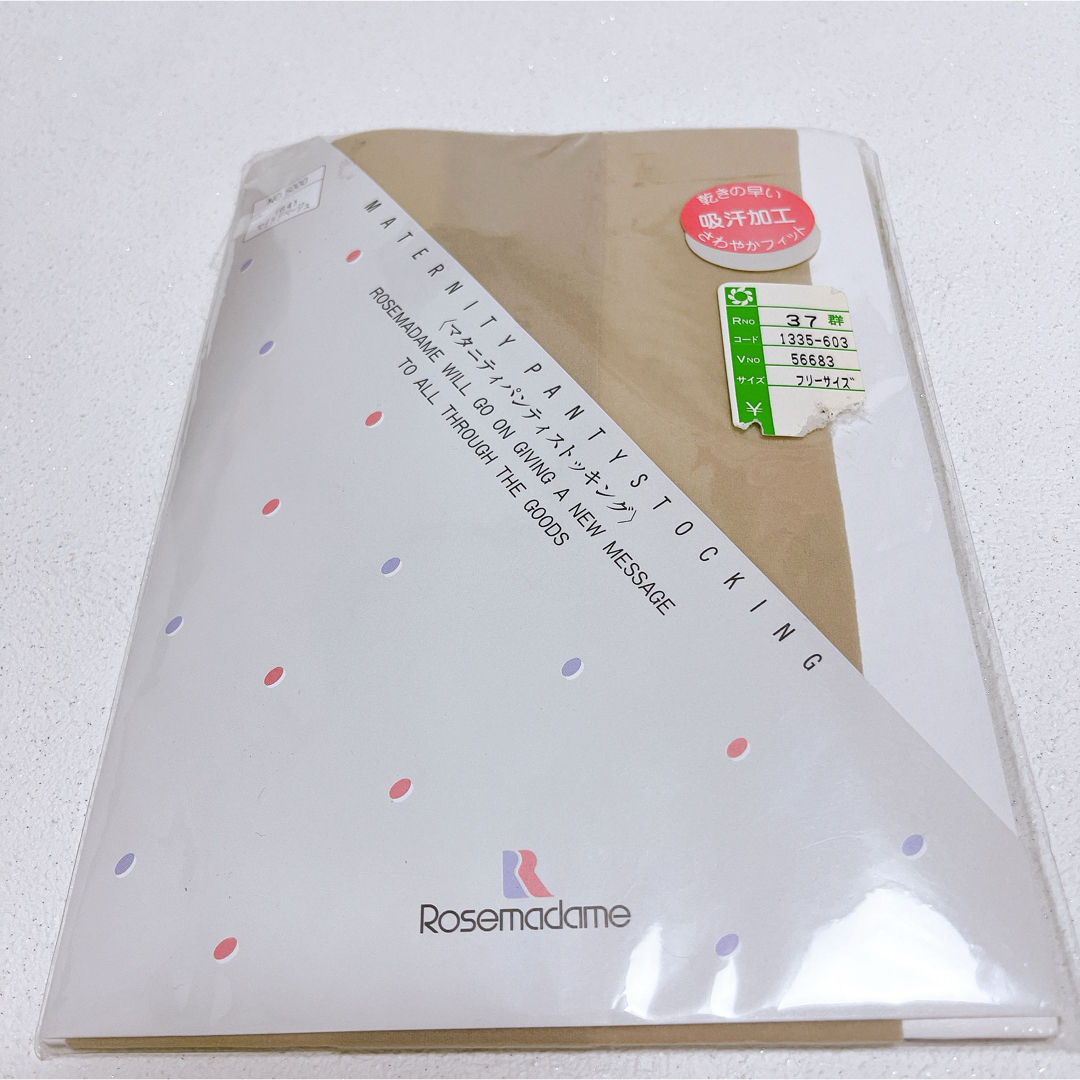 MATERNITY PANTYSTOCKING
〈マタニティパンティストッキング〉
ROSEMADAME WILL GO ON GIVING A NEW MESSAGE
TO ALL THROUGH THE GOODS
乾きの早い
吸汗加工
さわやかフィット
RNO 37 群
コード 1335-603
VNO 56683
サイズ フリーサイズ
¥
Rosemadame